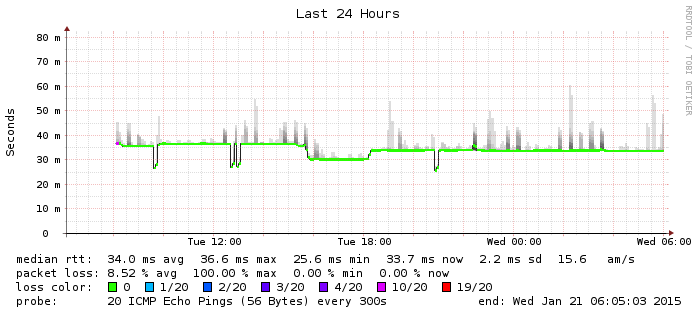 Last 24 Hours
RRDTOOL / TOBI OETIKER
Seconds
80 m
70 m
60 m
50 m
40 m
30 m
20 m
10 m
0
Tue 12:00 Tue 18:00 Wed 00:00 Wed 06:00
median rtt: 34.0 ms avg 36.6 ms max 25.6 ms min 33.7 ms now 2.2 ms sd 15.6 am/s
packet loss: 8.52 % avg 100.00 % max 0.00 % min 0.00 % now
loss color: 0 1/20 2/20 3/20 4/20 10/20 19/20
probe: 20 ICMP Echo Pings (56 Bytes) every 300s end: Wed Jan 21 06:05:03 2015